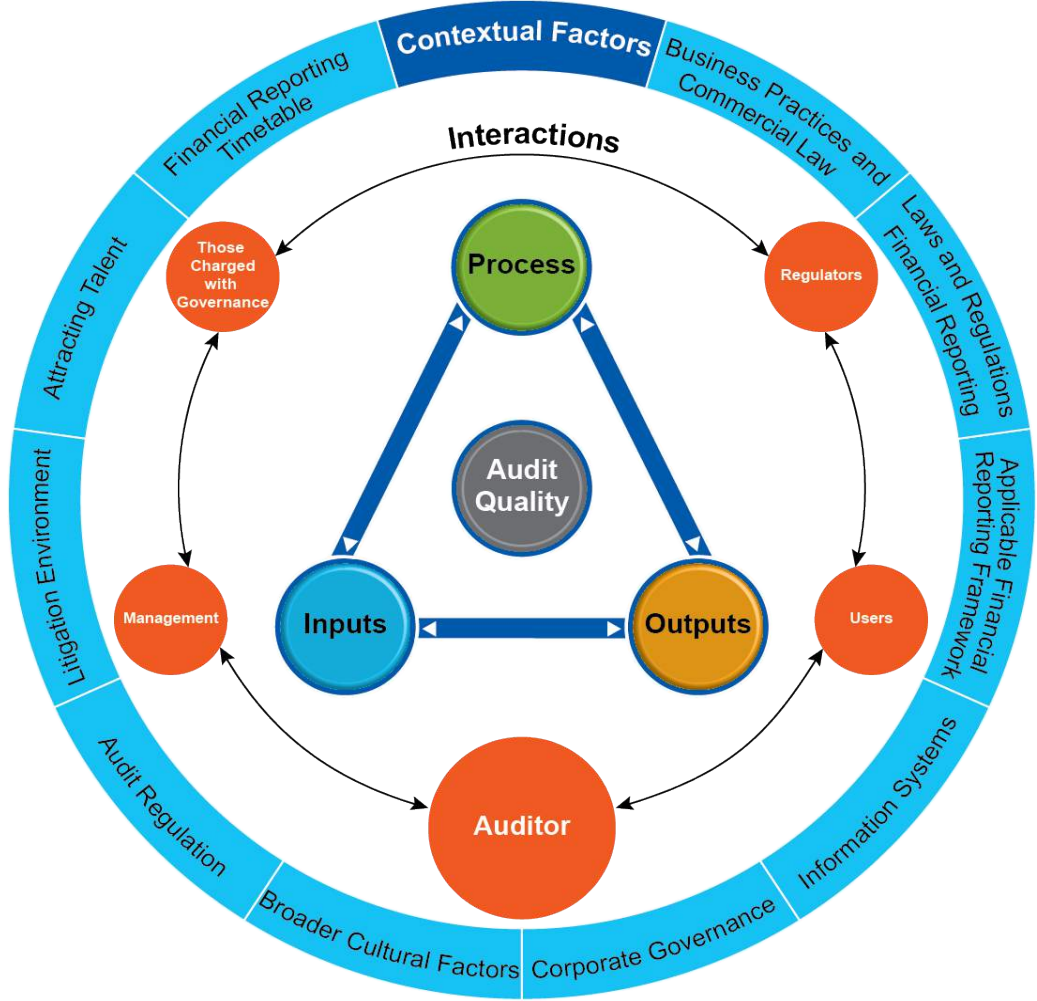 Contextual Factors
Business Practices and
Commercial Law
Laws and Regulations
Financial Reporting
Applicable Financial
Reporting Framework
Information Systems
Corporate Governance
Broader Cultural Factors
Audit Regulation
Litigation Environment
Attracting Talent
Financial Reporting
Timetable
Interactions
Those
Charged
with
Governance
Regulators
Management
Users
Auditor
Process
Audit
Quality
Inputs
Outputs